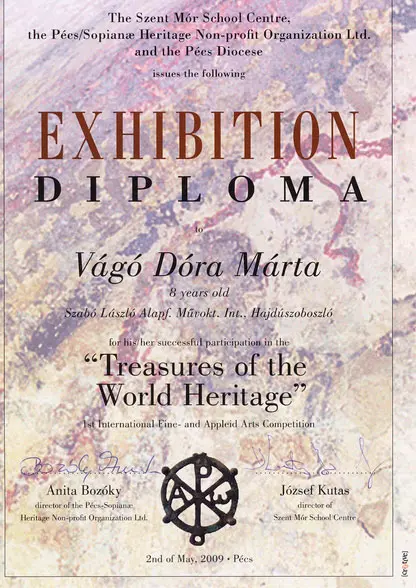 The Szent Mór School Centre,
the Pécs/Sopianæ Heritage Non-profit Organization Ltd.
and the Pécs Diocese
issues the following
EXHIBITION
DIPLOMA
to
Vágó Dóra Márta
8 years old
Szabó László Alapf. Művokt. Int., Hajdúszoboszló
for his/her successful participation in the
“Treasures of the
World Heritage”
1st International Fine- and Appleid Arts Competition
Anita Bozóky
director of the Pécs-Sopianæ
Heritage Non-profit Organization Ltd.
József Kutas
director of
Szent Mór School Centre
2nd of May, 2009 • Pécs